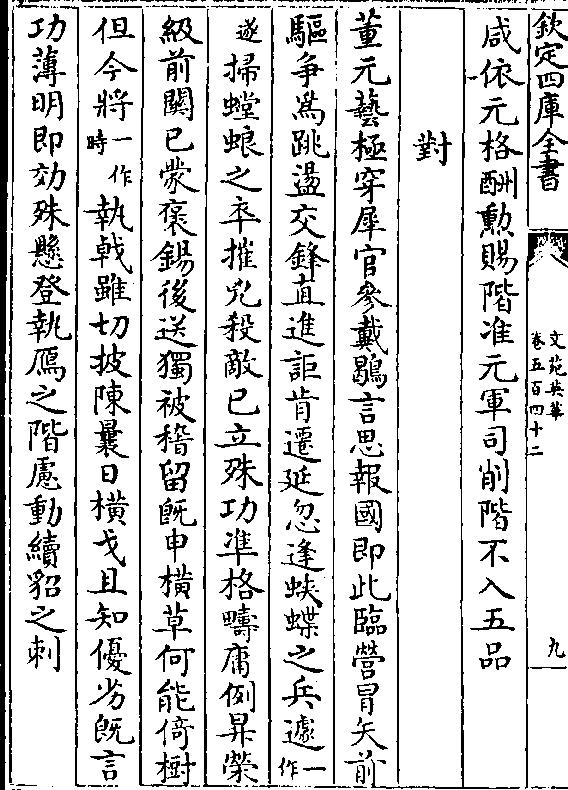 欽定四庫全書
文苑英華
卷五百四十二
九
咸依元格酬勲賜階准元軍司削階不入五品
對
董元藝極穿犀官參戴鶡言思報國即此臨營冒矢前
驅争為跳盪交鋒直進詎肯遷延忽逢蛺蝶之兵遽一作
遂掃螳蜋之卒摧兇殺敵已立殊功準格疇庸例昇榮
級前關已蒙褒錫後送獨被稽留旣申橫草何能倚樹
但今將一作時執戟雖切披陳曩日橫戈且知優劣旣言
功薄明即効殊懸登執鴈之階慮動續貂之刺